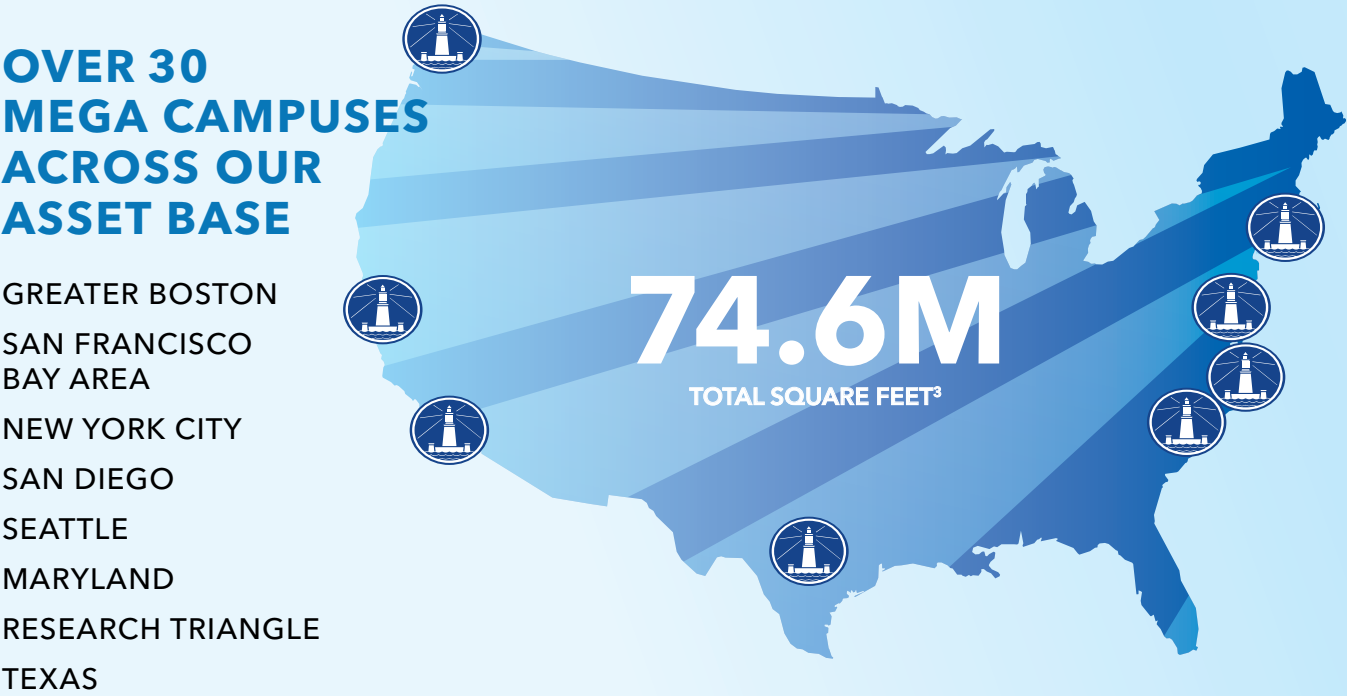 OVER 30
MEGA CAMPUSES
ACROSS OUR
ASSET BASE
GREATER BOSTON
SAN FRANCISCO
BAY AREA
NEW YORK CITY
SAN DIEGO
SEATTLE
MARYLAND
RESEARCH TRIANGLE
TEXAS
74.6M
TOTAL SQUARE FEET³